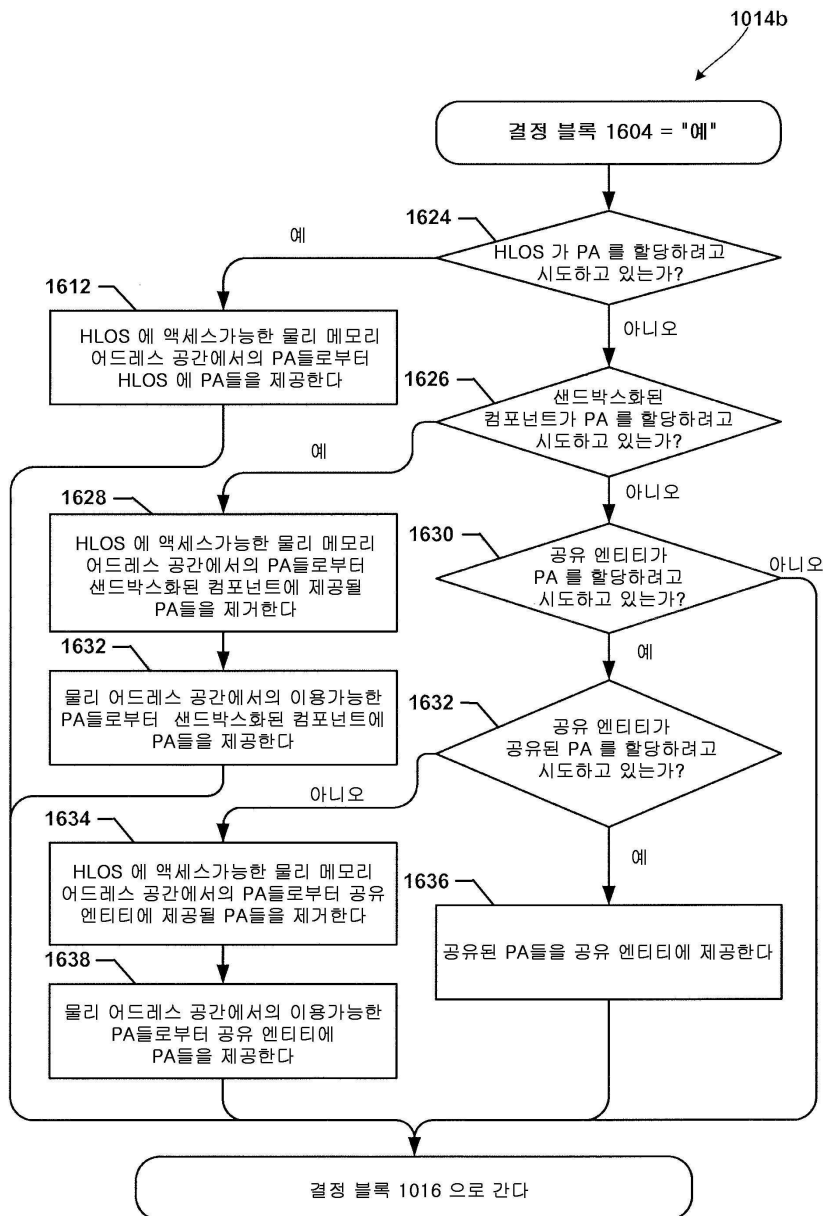 1014b
결정 블록 1604 = "예"
1624
HLOS 가 PA 를 할당하려고
시도하고 있는가?
예
아니오
1612
HLOS 에 액세스가능한 물리 메모리
어드레스 공간에서의 PA들로부터
HLOS 에 PA들을 제공한다
1626
샌드박스화된
컴포넌트가 PA 를 할당하려고
시도하고 있는가?
예
아니오
1628
HLOS 에 액세스가능한 물리 메모리
어드레스 공간에서의 PA들로부터
샌드박스화된 컴포넌트에 제공될
PA들을 제거한다
1630
공유 엔티티가
PA 를 할당하려고
시도하고 있는가?
아니오
예
1632
물리 어드레스 공간에서의 이용가능한
PA들로부터 샌드박스화된 컴포넌트에
PA들을 제공한다
1632
공유 엔티티가
공유된 PA 를 할당하려고
시도하고 있는가?
아니오
예
1634
HLOS 에 액세스가능한 물리 메모리
어드레스 공간에서의 PA들로부터 공유
엔티티에 제공될 PA들을 제거한다
1636
공유된 PA들을 공유 엔티티에 제공한다
1638
물리 어드레스 공간에서의 이용가능한
PA들로부터 공유 엔티티에
PA들을 제공한다
결정 블록 1016 으로 간다